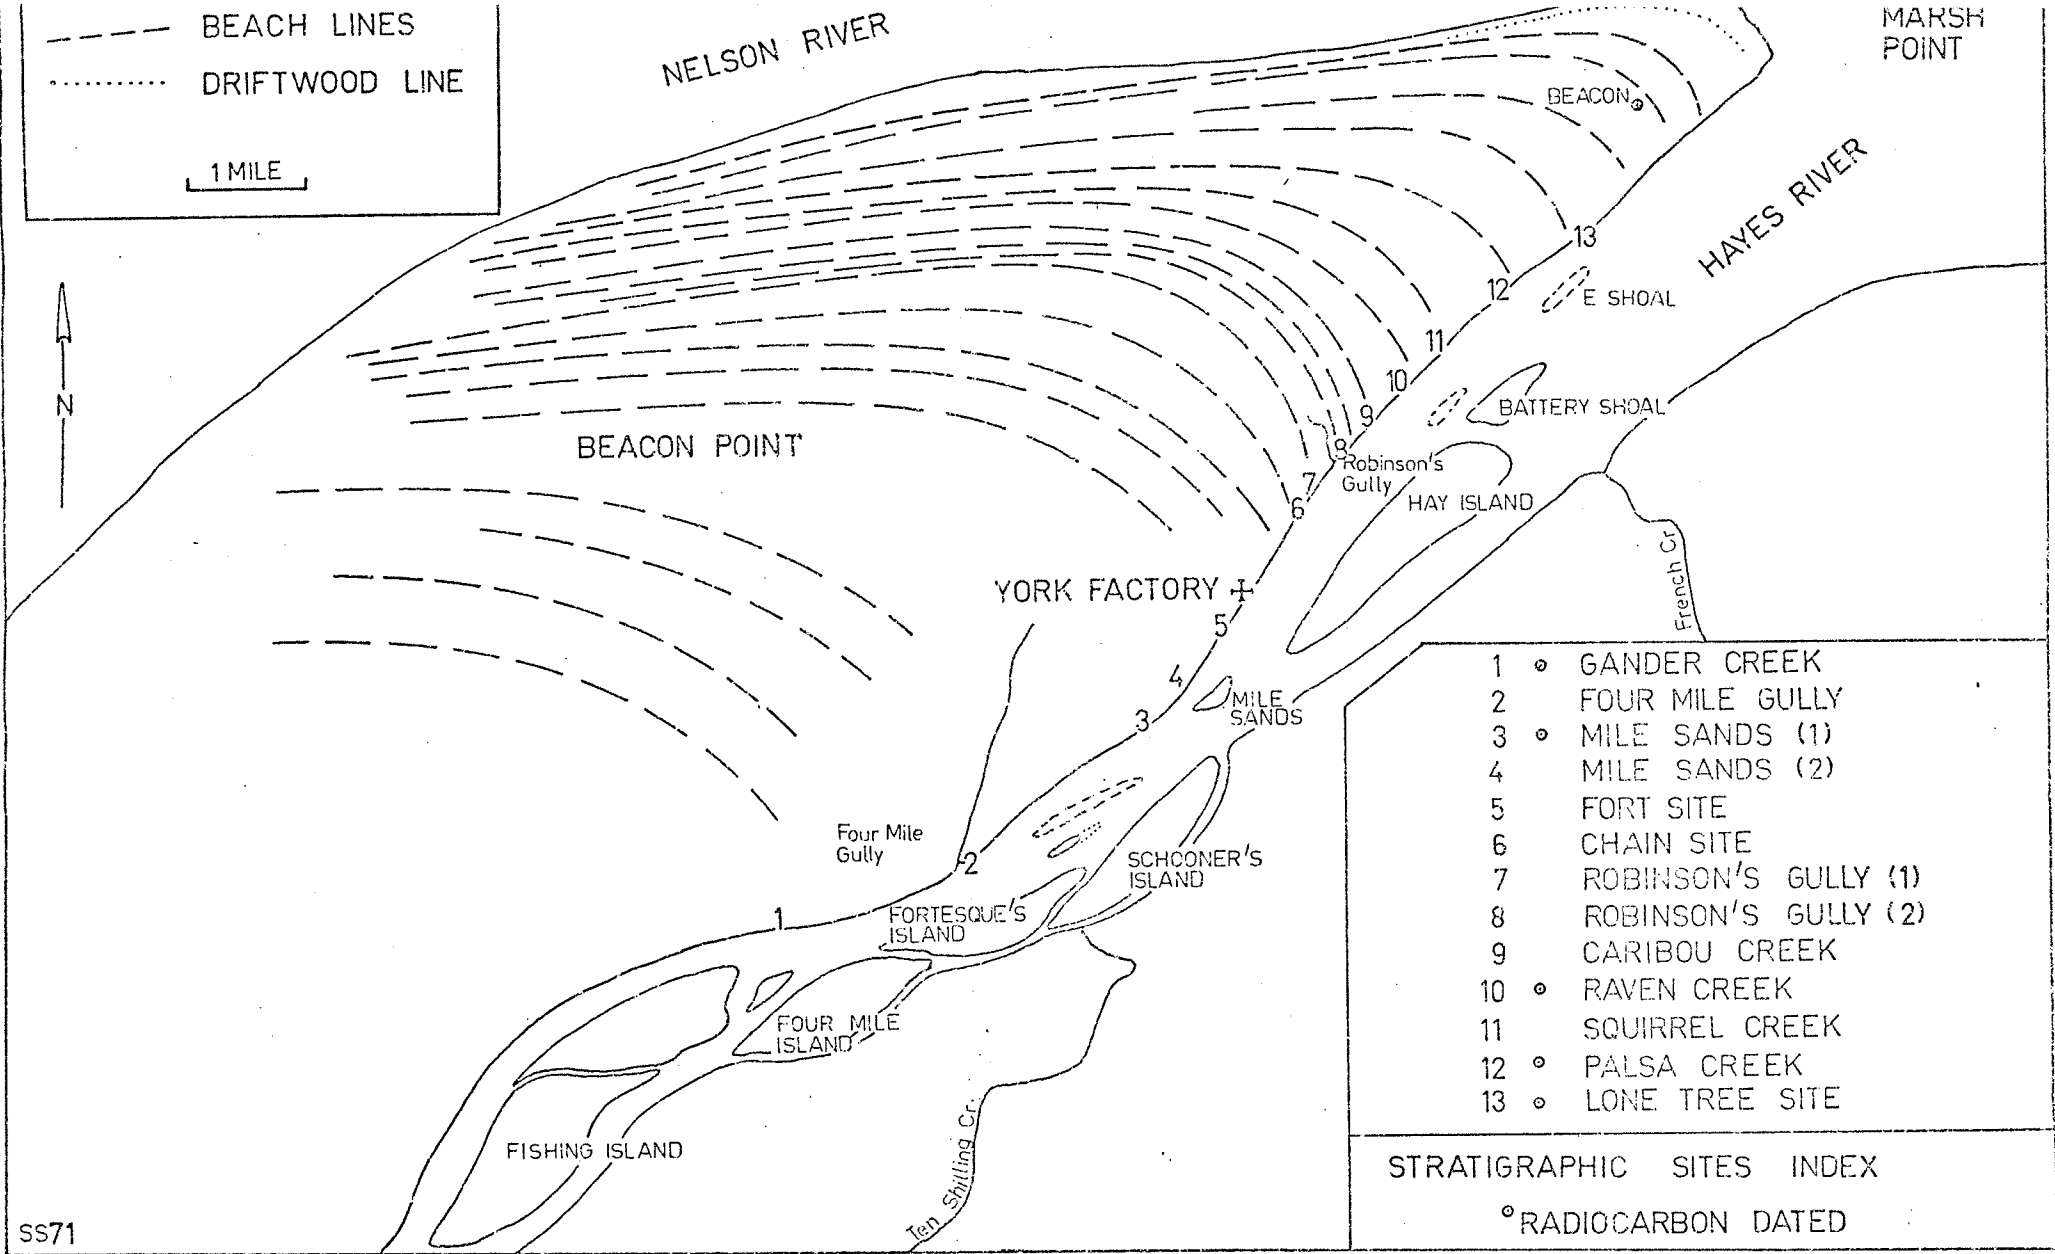 BEACH LINES
DRIFTWOOD LINE
1 MILE
NELSON RIVER
MARSH
POINT
BEACON
HAYES RIVER
13
12
E SHOAL
11
10
BATTERY SHOAL
9
8
Robinson's
Gully
7
6
HAY ISLAND
N
BEACON POINT
French Cr
YORK FACTORY
5
4
MILE
SANDS
3
Four Mile
Gully
2
SCHCONER'S
ISLAND
1
FORTESQUE'S
ISLAND
FOUR MILE
ISLAND
FISHING ISLAND
Ten Shilling Cr.
SS71
1 GANDER CREEK
2 FOUR MILE GULLY
3 MILE SANDS (1)
4 MILE SANDS (2)
5 FORT SITE
6 CHAIN SITE
7 ROBINSON'S GULLY (1)
8 ROBINSON'S GULLY (2)
9 CARIBOU CREEK
10 RAVEN CREEK
11 SQUIRREL CREEK
12 PALSA CREEK
13 LONE TREE SITE
STRATIGRAPHIC SITES INDEX
RADIOCARBON DATED